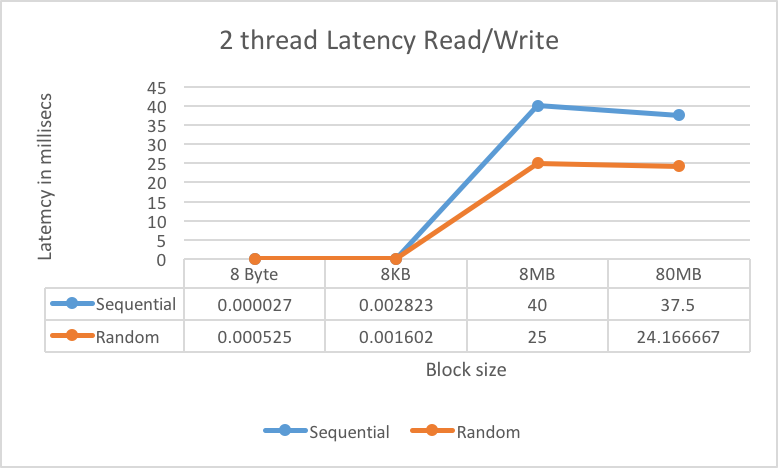 2 thread Latency Read/Write
Latemcy in millisecs
45
40
35
30
25
20
15
10
5
0
8 Byte 8KB 8MB 80MB
Sequential 0.000027 0.002823 40 37.5
Random 0.000525 0.001602 25 24.166667
Block size
Sequential Random